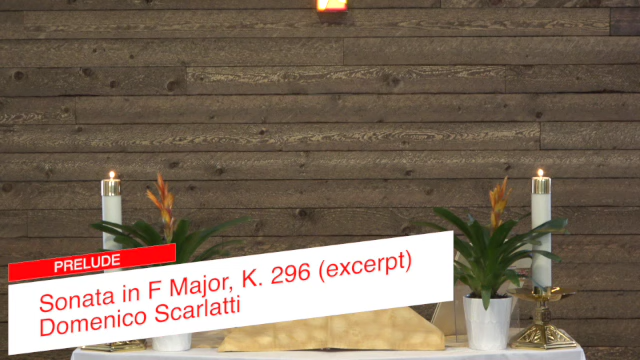 PRELUDE
Sonata in F Major, K. 296 (excerpt)
Domenico Scarlatti